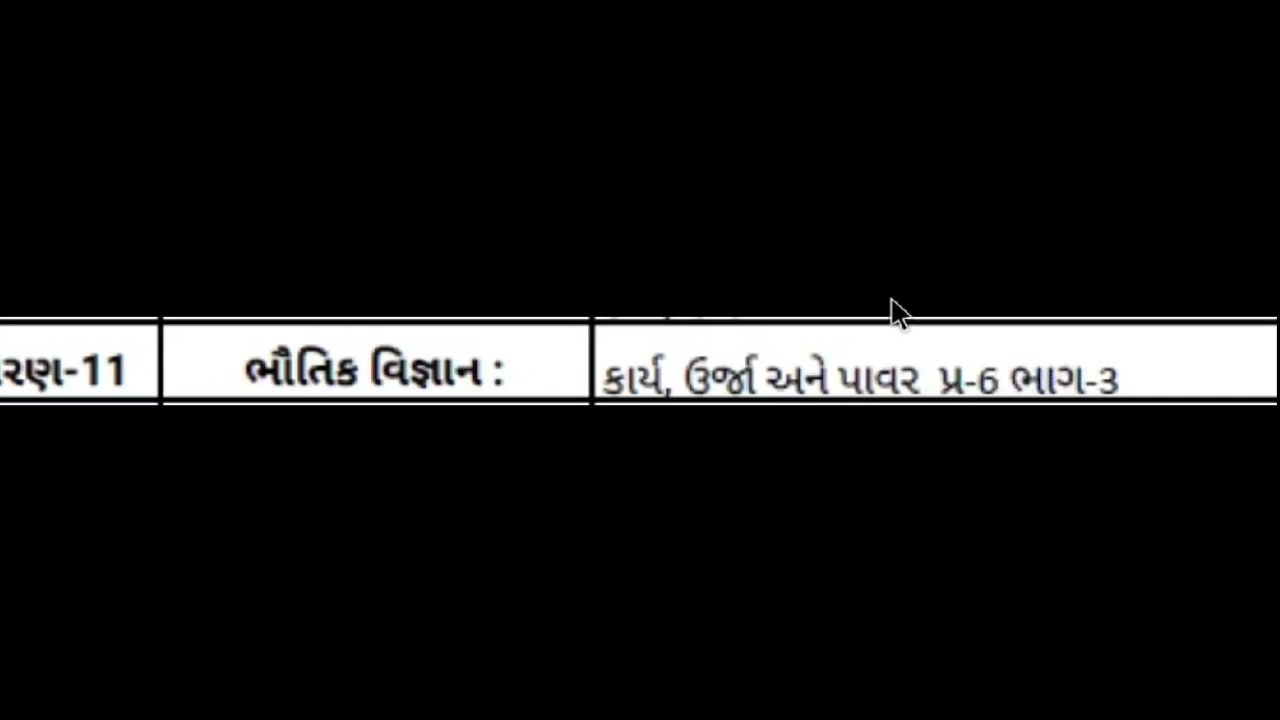 રણ-11 ભૌતિક વિજ્ઞાન : કાર્ય, ઉર્જા અને પાવર પ્ર-6 ભાગ-3